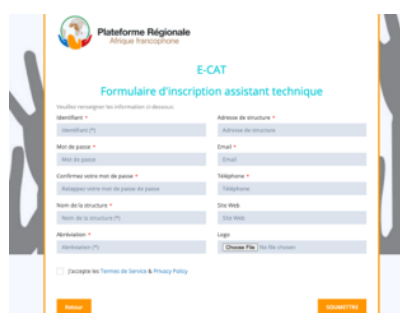 Plateforme Régionale
Afrique francophone
E-CAT
Formulaire d'inscription assistant technique
Veuillez renseigner les information ci-dessous:
Identifiant *
Identifiant (*)
Mot de passe *
Mot de passe
Confirmez votre mot de passe *
Retappez votre mot de passe de passe
Nom de la structure *
Nom de la structure (*)
Abréviation *
Abréviation (*)
Adresse de structure *
Adresse de structure
Email *
Email
Téléphone *
Téléphone
Site Web
Site Web
Logo
Choose File No file chosen
J'accepte les Termes de Service & Privacy Policy
Retour
SOUMETTRE